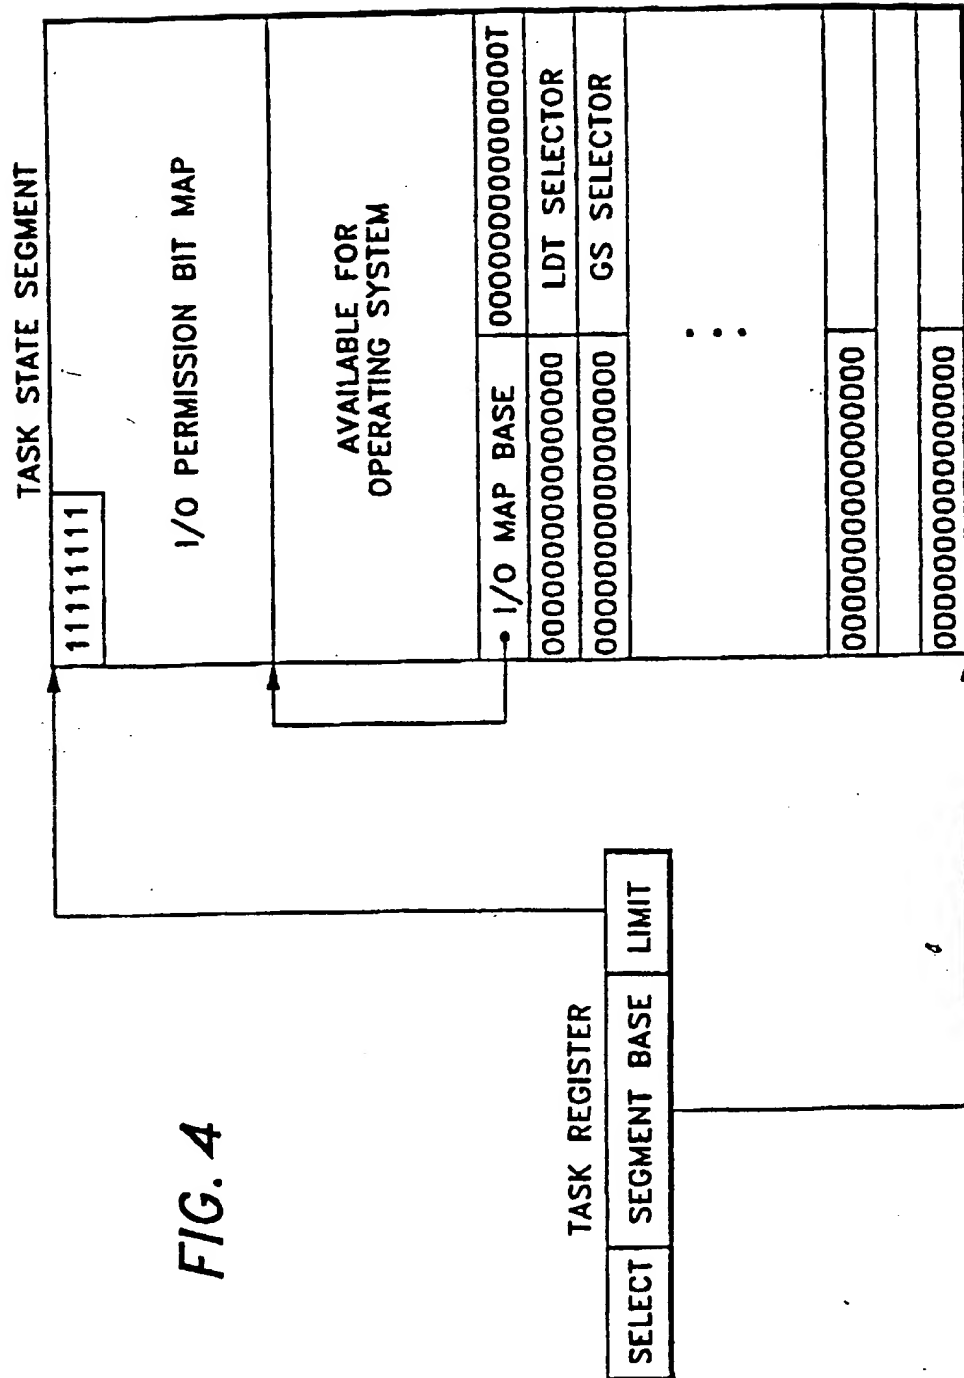 FIG. 4
TASK STATE SEGMENT
11111111
I/O PERMISSION BIT MAP
AVAILABLE FOR
OPERATING SYSTEM
I/O MAP BASE 000000000000000T
0000000000000000 LDT SELECTOR
0000000000000000 GS SELECTOR
0000000000000000
0000000000000000
TASK REGISTER
SELECT SEGMENT BASE LIMIT